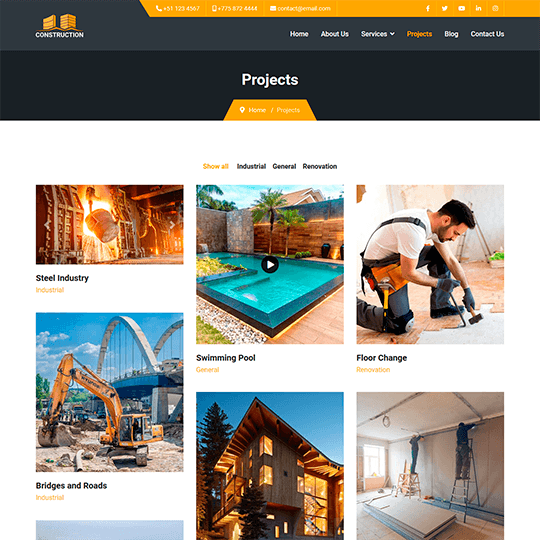 +51 123 4567 +775 872 4444 contact@email.com
CONSTRUCTION
Home About Us Services Projects Blog Contact Us
Projects
Home / Projects
Show all Industrial General Renovation
Steel Industry
Industrial
Swimming Pool
General
Floor Change
Renovation
Bridges and Roads
Industrial